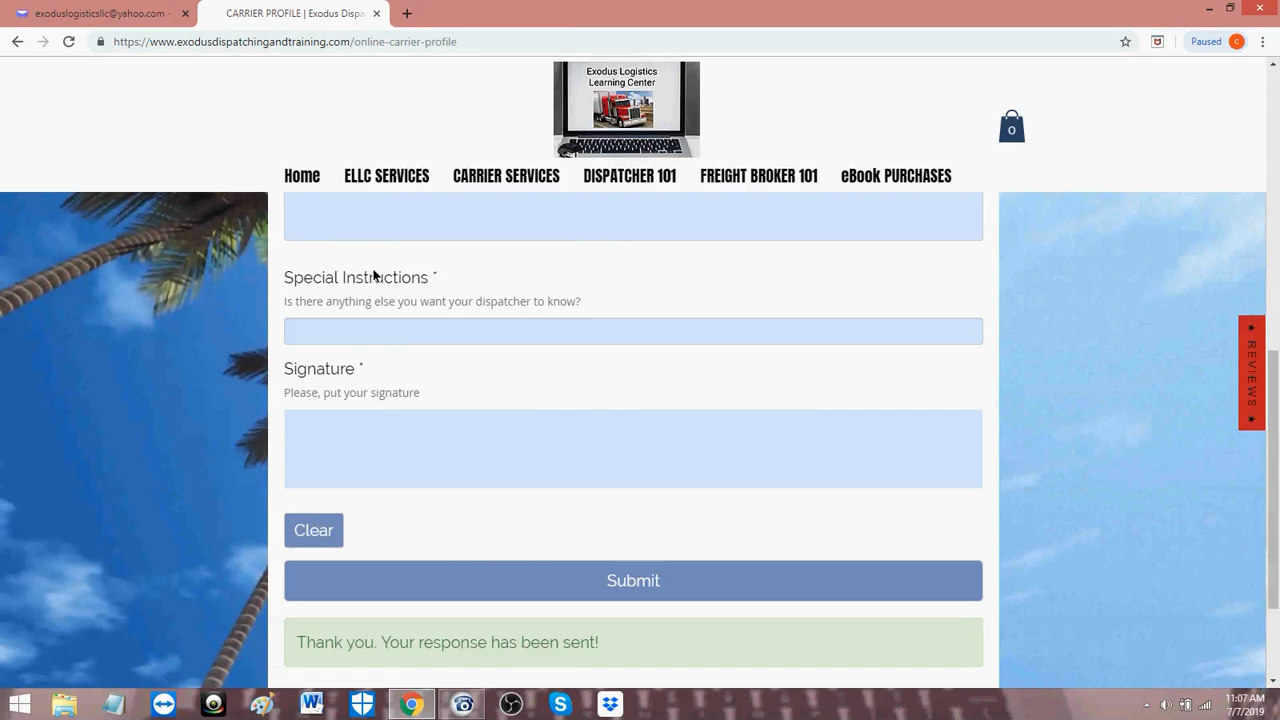 exoduslogisticsllc@yahoo.com -
CARRIER PROFILE | Exodus Dispa
https://www.exodusdispatchingandtraining.com/online-carrier-profile
Paused
c
Exodus Logistics
Learning Center
0
Home ELLC SERVICES CARRIER SERVICES DISPATCHER 101 FREIGHT BROKER 101 eBook PURCHASES
Special Instructions *
Is there anything else you want your dispatcher to know?
★ REVIEWS ★
Signature *
Please, put your signature
Clear
Submit
Thank you. Your response has been sent!
11:07 AM
7/7/2019